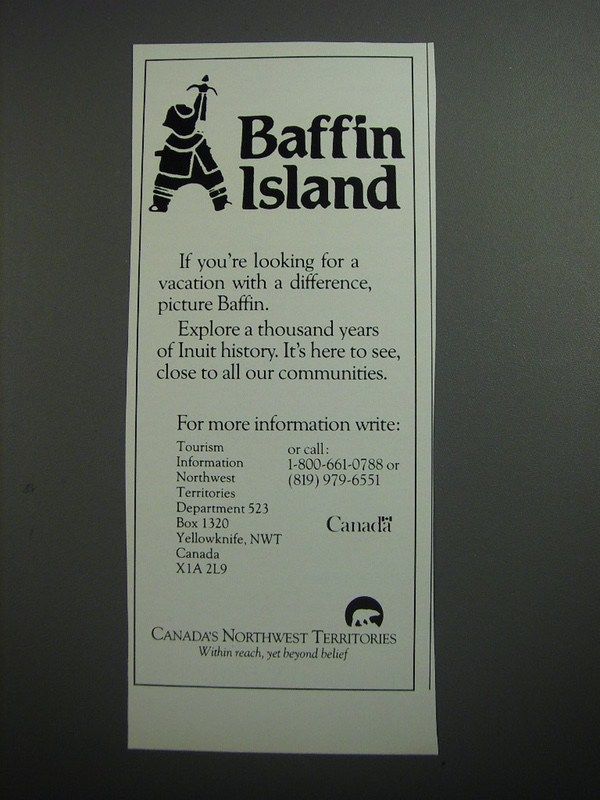 Baffin
Island
If you're looking for a
vacation with a difference,
picture Baffin.
Explore a thousand years
of Inuit history. It's here to see,
close to all our communities.
For more information write:
Tourism
Information
Northwest
Territories
Department 523
Box 1320
Yellowknife, NWT
Canada
X1A 2L9
or call:
1-800-661-0788 or
(819) 979-6551
Canada
CANADA'S NORTHWEST TERRITORIES
Within reach, yet beyond belief